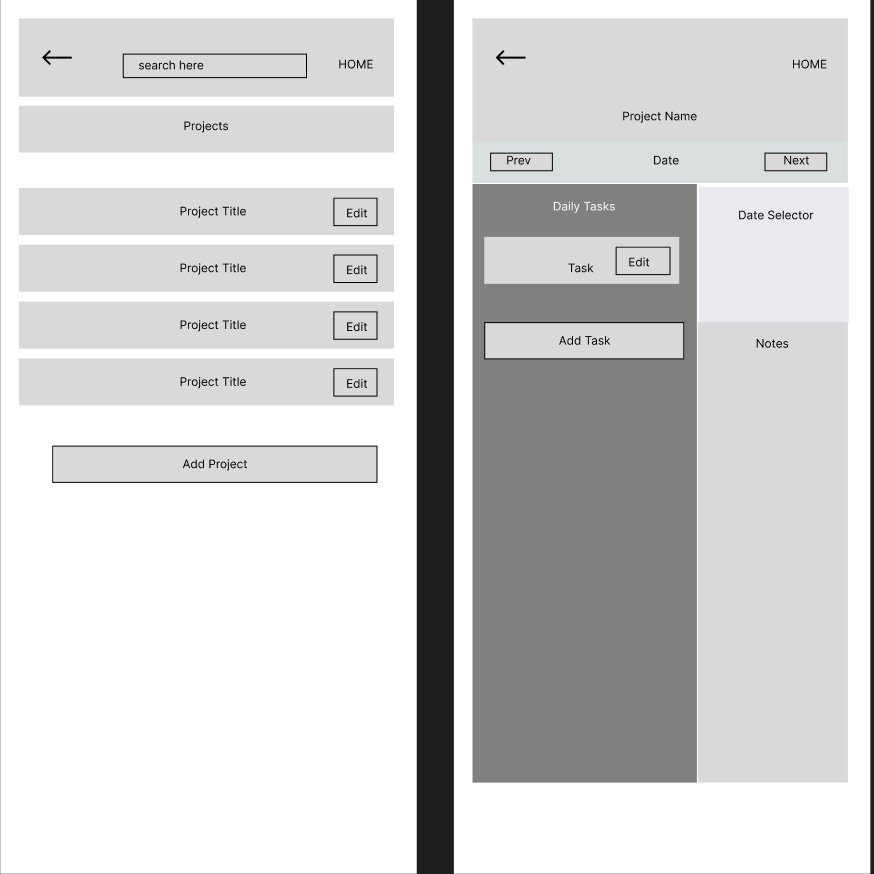 search here
HOME
Projects
Project Title
Edit
Project Title
Edit
Project Title
Edit
Project Title
Edit
Add Project
HOME
Project Name
Prev
Date
Next
Daily Tasks
Task
Edit
Add Task
Date Selector
Notes